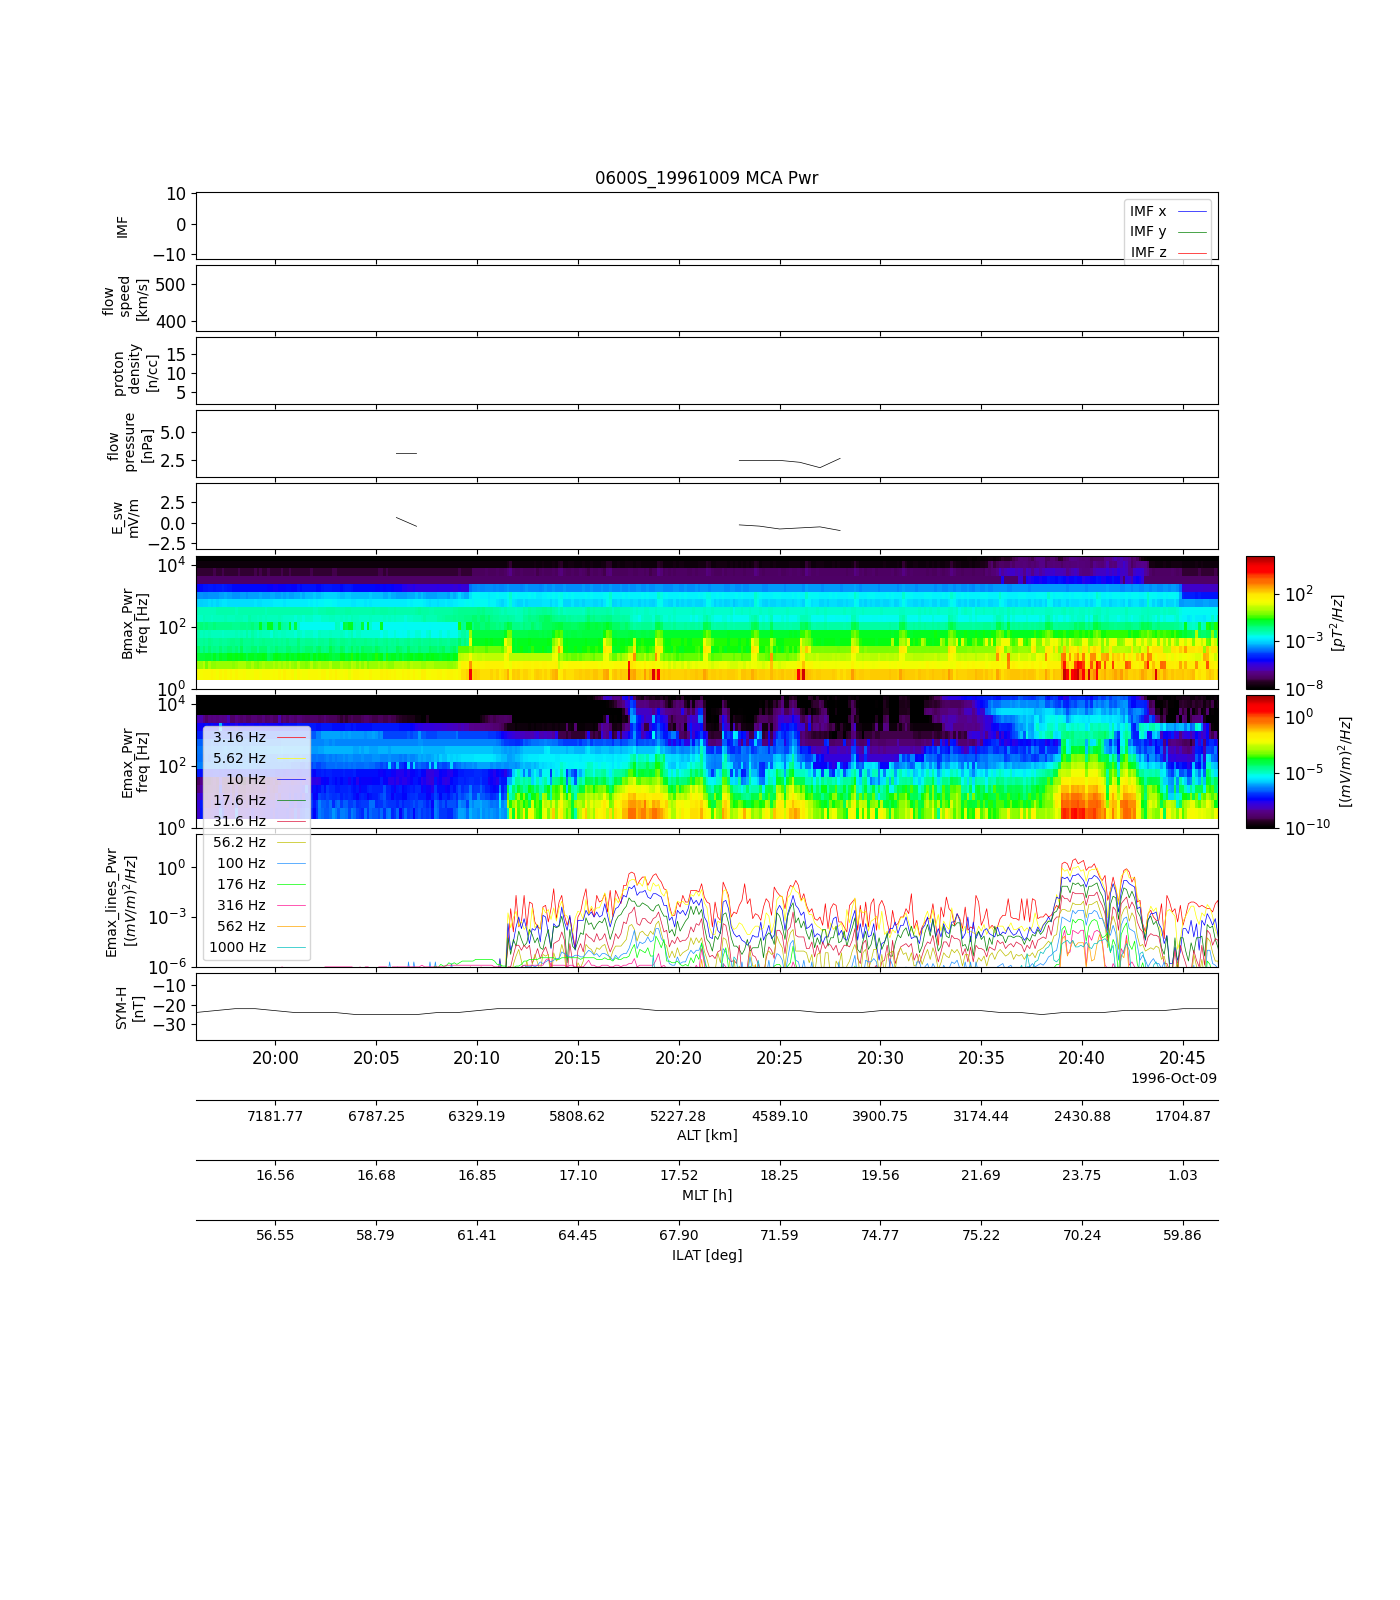 0600S_19961009 MCA Pwr
10
0
−10
IMF
IMF x
IMF y
IMF z
500
400
flow
speed
[km/s]
15
10
5
proton
density
[n/cc]
5.0
2.5
flow
pressure
[nPa]
2.5
0.0
−2.5
E_sw
mV/m
10^4
10^2
10^0
Bmax_Pwr
freq [Hz]
10^2
10^−3
10^−8
[pT^2/Hz]
10^4
10^2
10^0
Emax_Pwr
freq [Hz]
10^0
10^−5
10^−10
[(mV/m)^2/Hz]
3.16 Hz
5.62 Hz
10 Hz
17.6 Hz
31.6 Hz
56.2 Hz
100 Hz
176 Hz
316 Hz
562 Hz
1000 Hz
10^0
10^−3
10^−6
Emax_lines_Pwr
[(mV/m)^2/Hz]
−10
−20
−30
SYM-H
[nT]
20:00 20:05 20:10 20:15 20:20 20:25 20:30 20:35 20:40 20:45
1996-Oct-09
7181.77 6787.25 6329.19 5808.62 5227.28 4589.10 3900.75 3174.44 2430.88 1704.87
ALT [km]
16.56 16.68 16.85 17.10 17.52 18.25 19.56 21.69 23.75 1.03
MLT [h]
56.55 58.79 61.41 64.45 67.90 71.59 74.77 75.22 70.24 59.86
ILAT [deg]